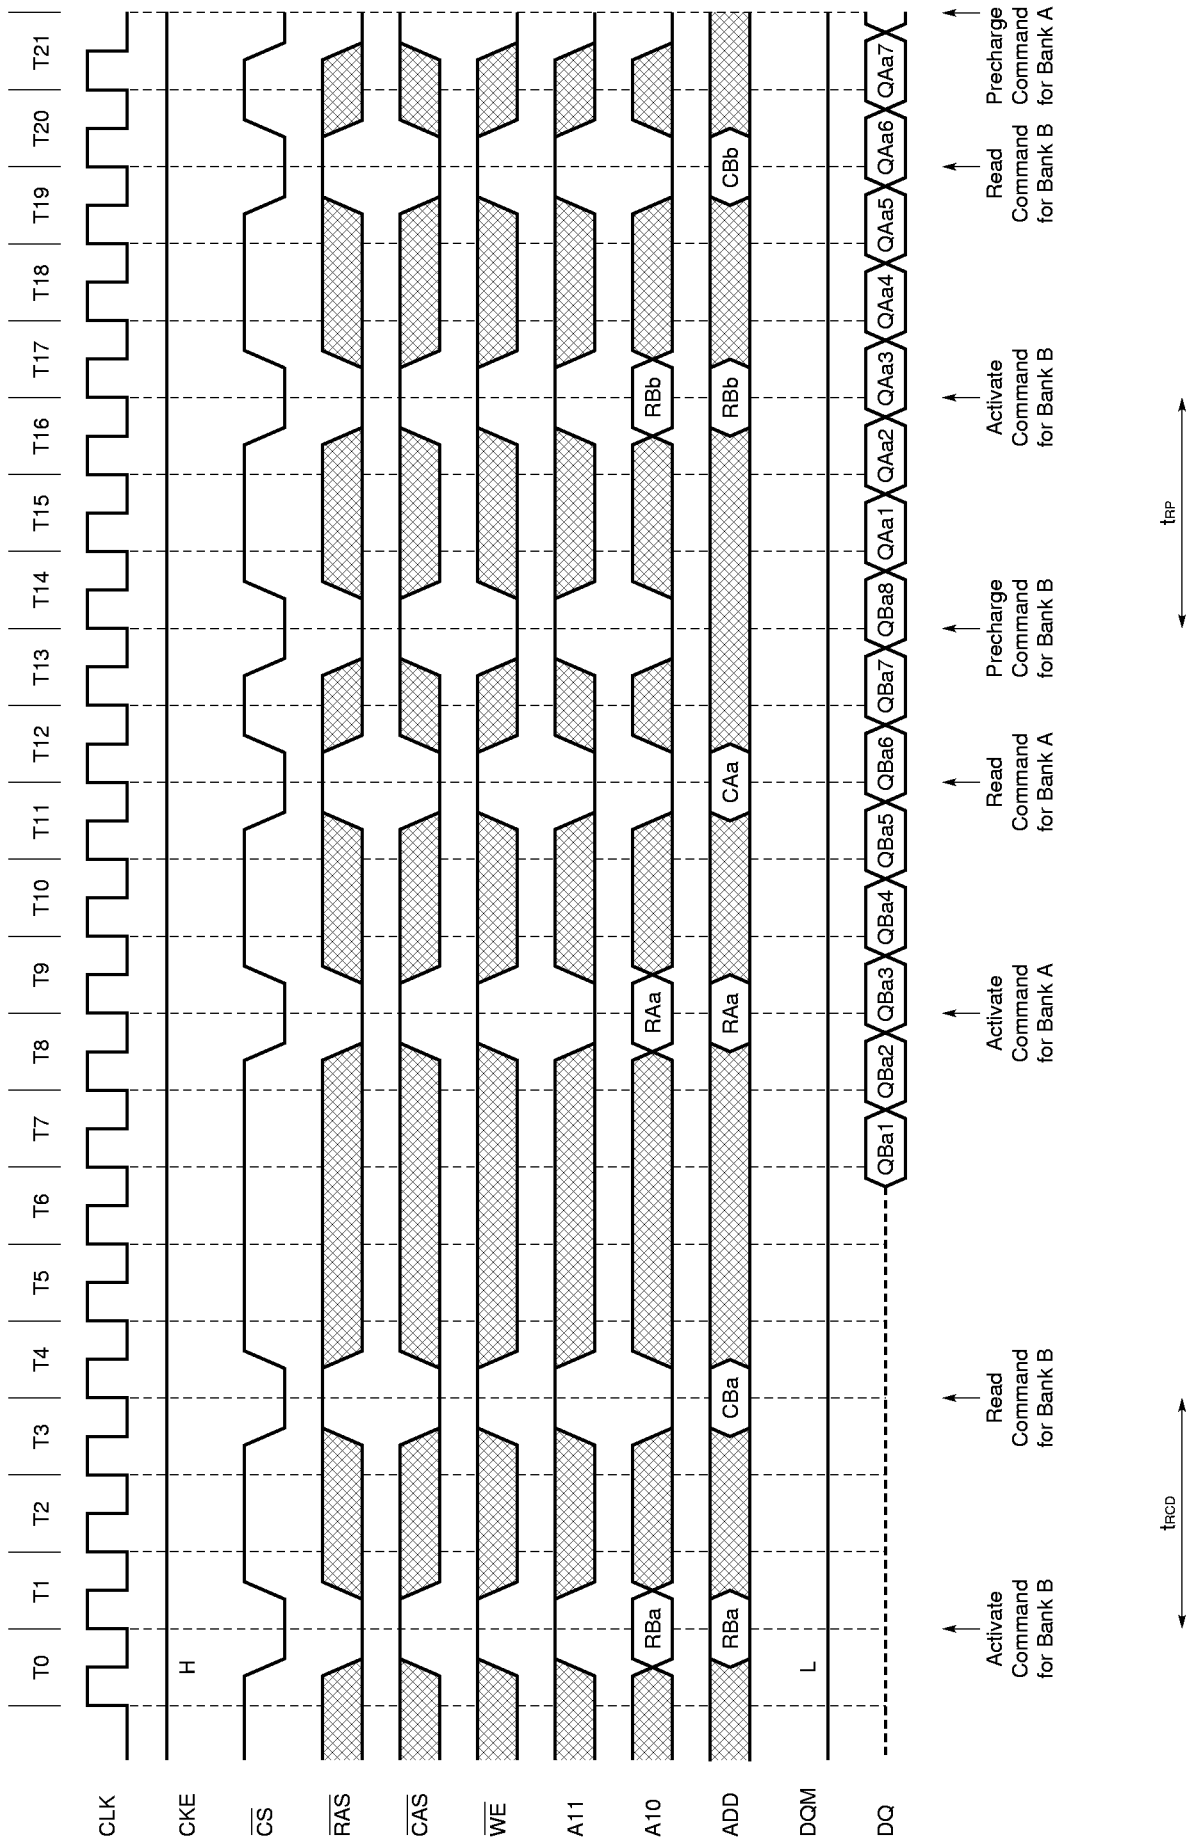 T0 T1 T2 T3 T4 T5 T6 T7 T8 T9 T10 T11 T12 T13 T14 T15 T16 T17 T18 T19 T20 T21
CLK
CKE H
CS
RAS
CAS
WE
A11
A10 RBa RAa RBb
ADD RBa CBa RAa CAa RBb CBb
DQM L
DQ QBa1 QBa2 QBa3 QBa4 QBa5 QBa6 QBa7 QBa8 QAa1 QAa2 QAa3 QAa4 QAa5 QAa6 QAa7
Activate
Command
for Bank B
Read
Command
for Bank B
Activate
Command
for Bank A
Read
Command
for Bank A
Precharge
Command
for Bank B
Activate
Command
for Bank B
Read
Command
for Bank B
Precharge
Command
for Bank A
tRCD tRP